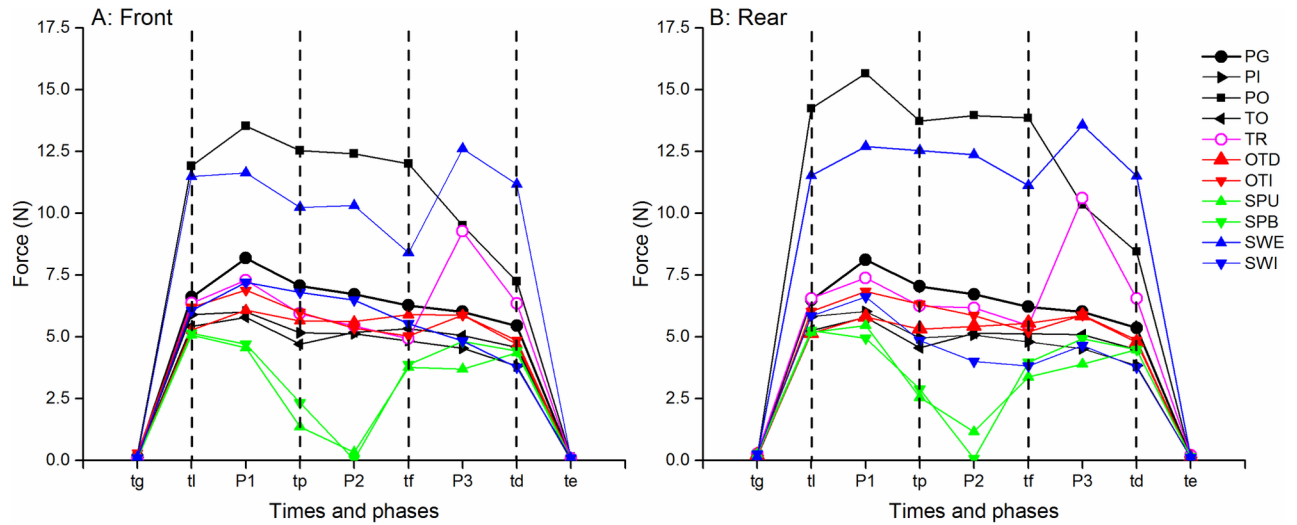 A: Front
17.5
15.0
12.5
10.0
7.5
5.0
2.5
0.0
Force (N)
tg tl P1 tp P2 tf P3 td te
Times and phases
B: Rear
17.5
15.0
12.5
10.0
7.5
5.0
2.5
0.0
Force (N)
tg tl P1 tp P2 tf P3 td te
Times and phases
PG
PI
PO
TO
TR
OTD
OTI
SPU
SPB
SWE
SWI